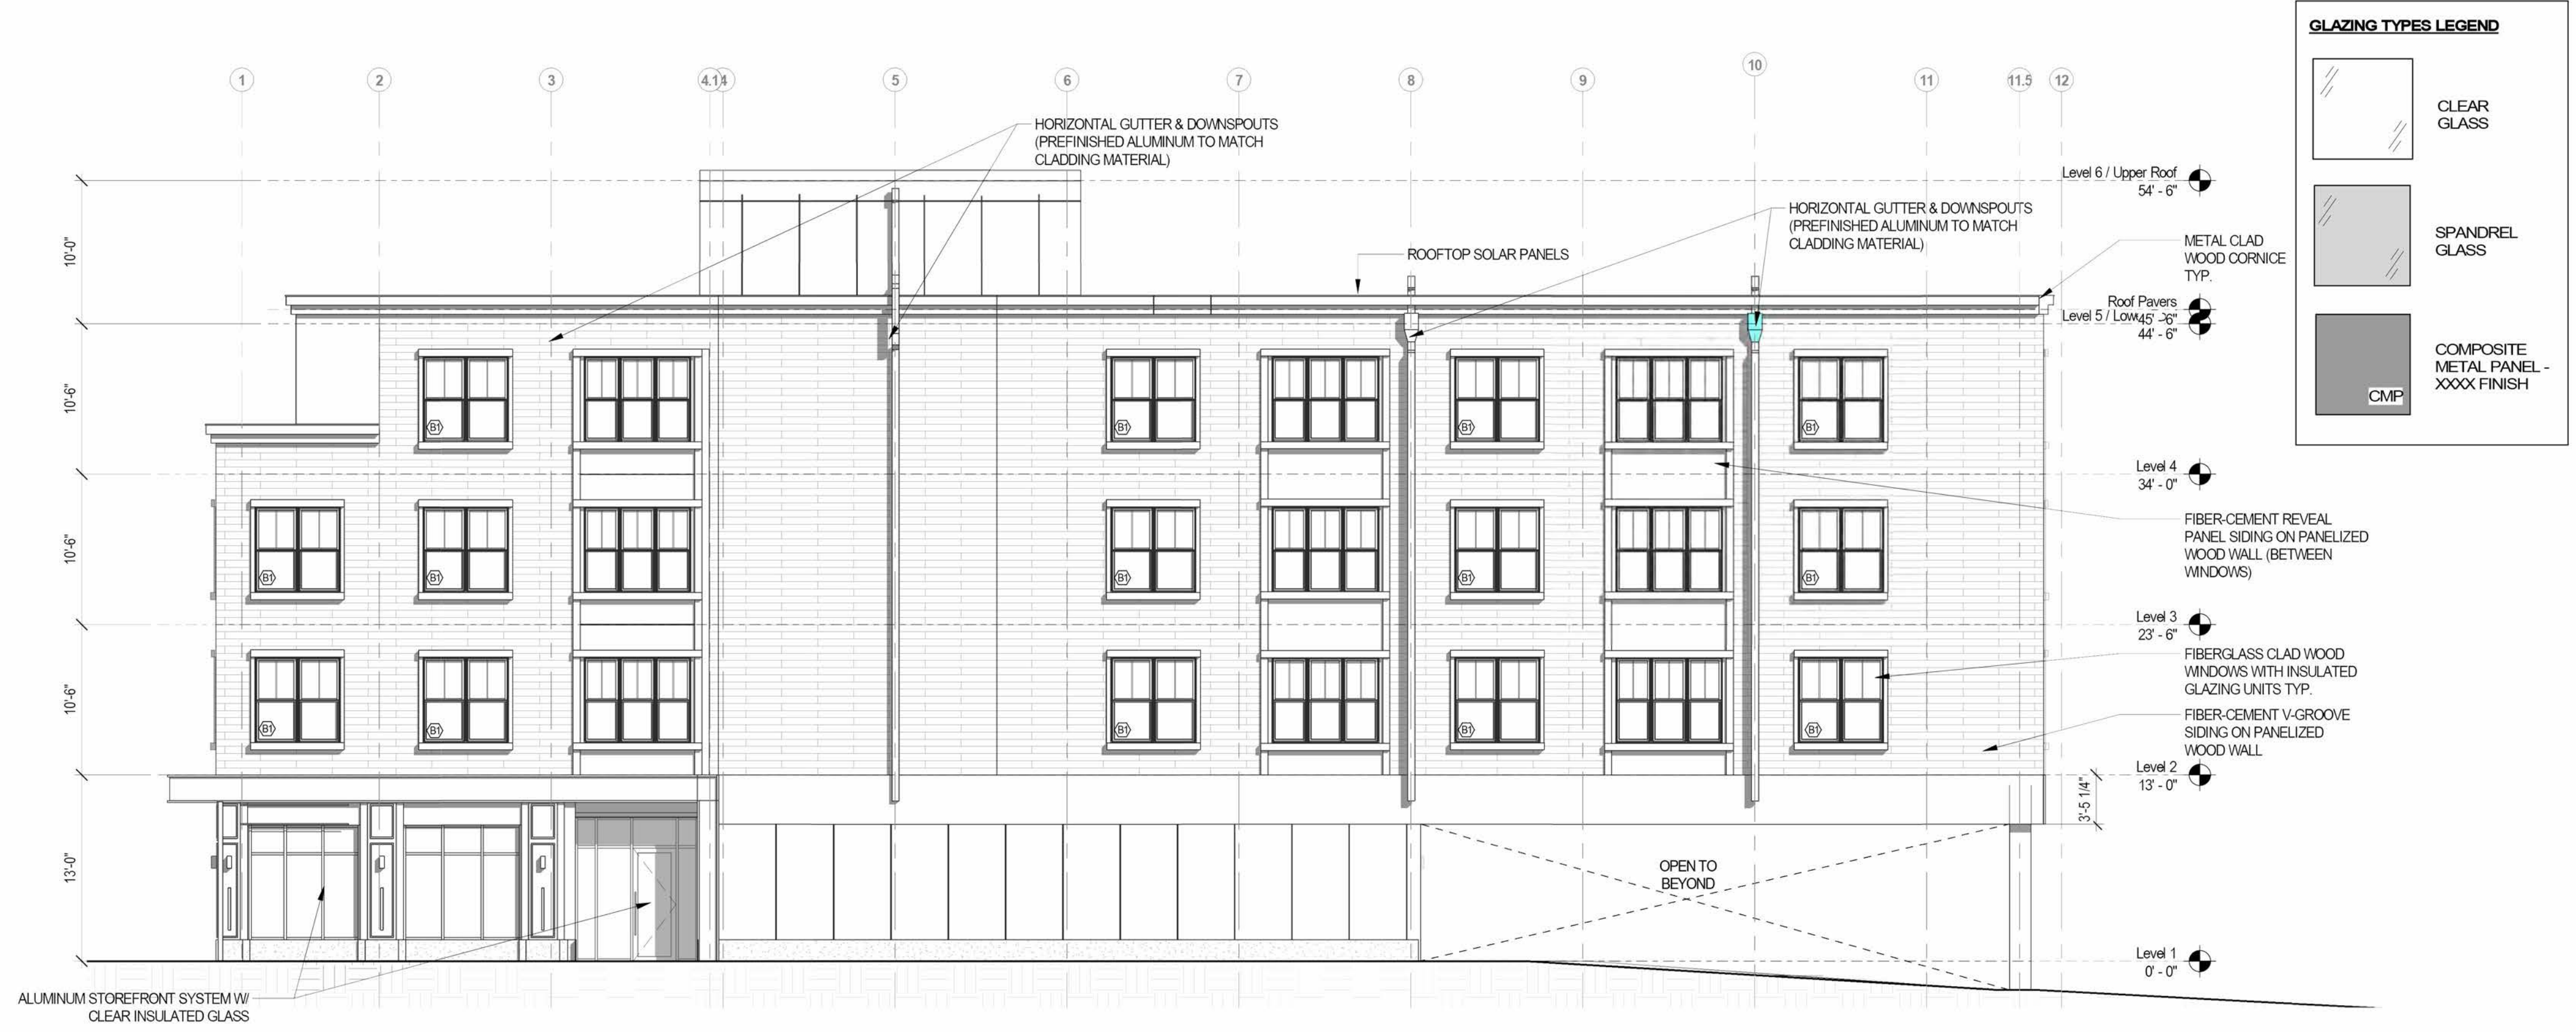 GLAZING TYPES LEGEND
CLEAR
GLASS
SPANDREL
GLASS
COMPOSITE
METAL PANEL -
XXXX FINISH
CMP
1
2
3
4.1
4
5
6
7
8
9
10
11
11.5
12
HORIZONTAL GUTTER & DOWNSPOUTS
(PREFINISHED ALUMINUM TO MATCH
CLADDING MATERIAL)
HORIZONTAL GUTTER & DOWNSPOUTS
(PREFINISHED ALUMINUM TO MATCH
CLADDING MATERIAL)
ROOFTOP SOLAR PANELS
METAL CLAD
WOOD CORNICE
TYP.
Level 6 / Upper Roof
54' - 6"
Roof Pavers
45' - 6"
Level 5 /
44' - 6"
Level 4
34' - 0"
FIBER-CEMENT REVEAL
PANEL SIDING ON PANELIZED
WOOD WALL (BETWEEN
WINDOWS)
Level 3
23' - 6"
FIBERGLASS CLAD WOOD
WINDOWS WITH INSULATED
GLAZING UNITS TYP.
FIBER-CEMENT V-GROOVE
SIDING ON PANELIZED
WOOD WALL
Level 2
13' - 0"
3'-5 1/4"
Level 1
0' - 0"
10'-0"
10'-6"
10'-6"
10'-6"
13'-0"
B1
B1
B1
B1
B1
B1
B1
B1
B1
B1
B1
B1
B1
B1
OPEN TO
BEYOND
ALUMINUM STOREFRONT SYSTEM W/
CLEAR INSULATED GLASS